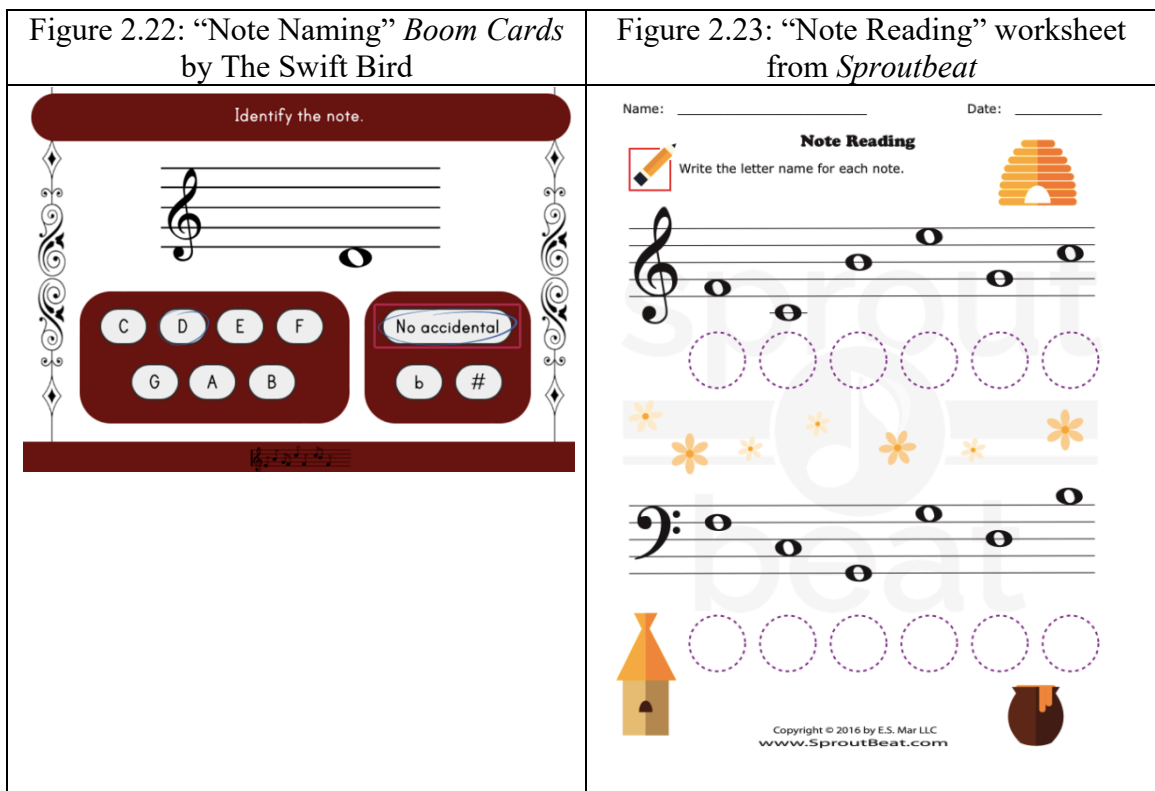 Figure 2.22: “Note Naming” Boom Cards
by The Swift Bird
Figure 2.23: “Note Reading” worksheet
from Sproutbeat
Identify the note.
C D E F
G A B
No accidental
b #
Name: Date:
Note Reading
Write the letter name for each note.
sprout
beat
Copyright © 2016 by E.S. Mar LLC
www.SproutBeat.com